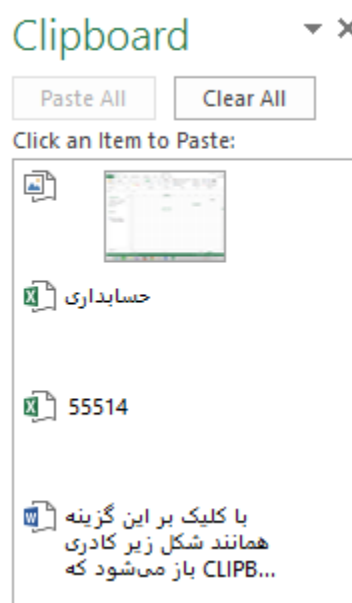 Clipboard
Paste All
Clear All
Click an Item to Paste:
حسابداری
55514
با کلیک بر این گزینه
همانند شکل زیر کادری
باز می‌شود که CLIPB...